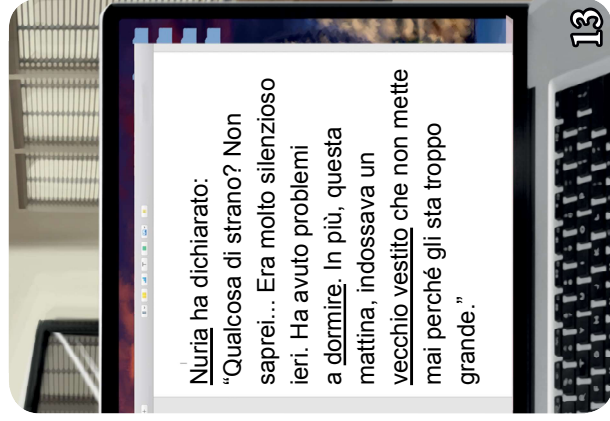 Nuria ha dichiarato:
“Qualcosa di strano? Non
saprei... Era molto silenzioso
ieri. Ha avuto problemi
a dormire. In più, questa
mattina, indossava un
vecchio vestito che non mette
mai perché gli sta troppo
grande.”
13